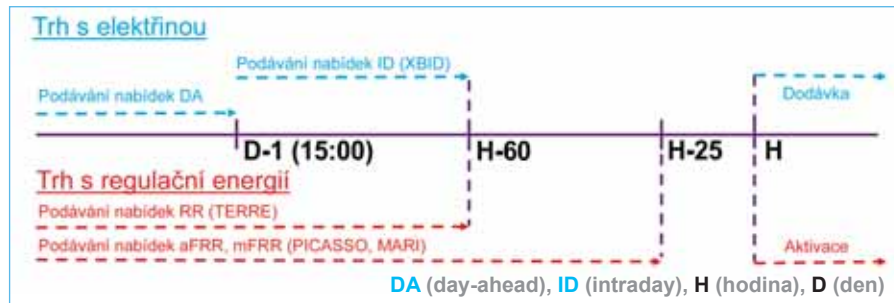 Trh s elektřinou
Podávání nabídek ID (XBID)
Podávání nabídek DA
Dodávka
D-1 (15:00)
H-60
H-25
H
Trh s regulační energií
Podávání nabídek RR (TERRE)
Podávání nabídek aFRR, mFRR (PICASSO, MARI)
Aktivace
DA (day-ahead), ID (intraday), H (hodina), D (den)